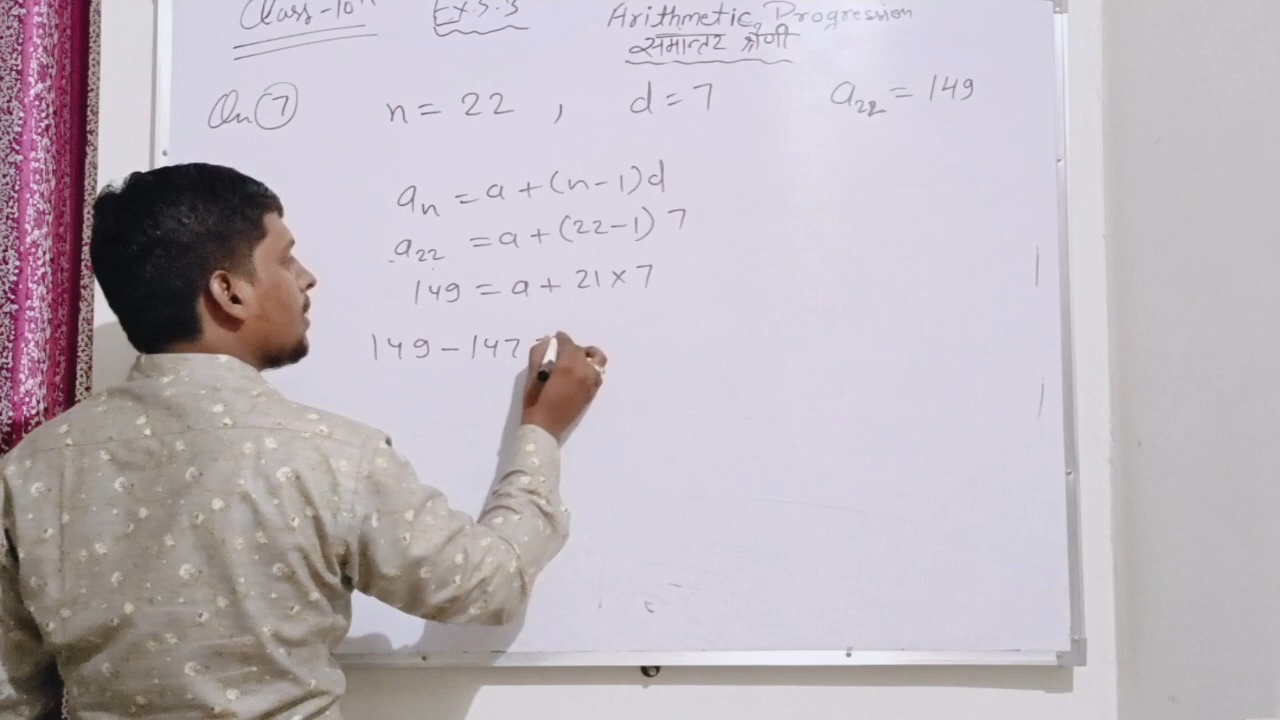 Class-10th Ex.5.3 Arithmetic Progression
समान्तर श्रेणी
Qn 7 n = 22 , d = 7 a22 = 149
an = a + (n-1)d
a22 = a + (22-1) 7
149 = a + 21 × 7
149 - 147